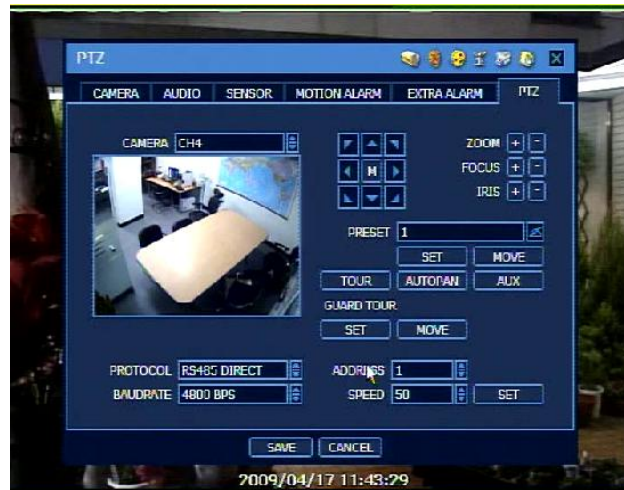 PTZ
CAMERA AUDIO SENSOR MOTION ALARM EXTRA ALARM PTZ
CAMERA CH4
ZOOM + -
M
FOCUS + -
IRIS + -
PRESET 1
SET MOVE
TOUR AUTOPAN AUX
GUARD TOUR
SET MOVE
PROTOCOL RS485 DIRECT ADDRESS 1
BAUDRATE 4800 BPS SPEED 50 SET
SAVE CANCEL
2009/04/17 11:43:29